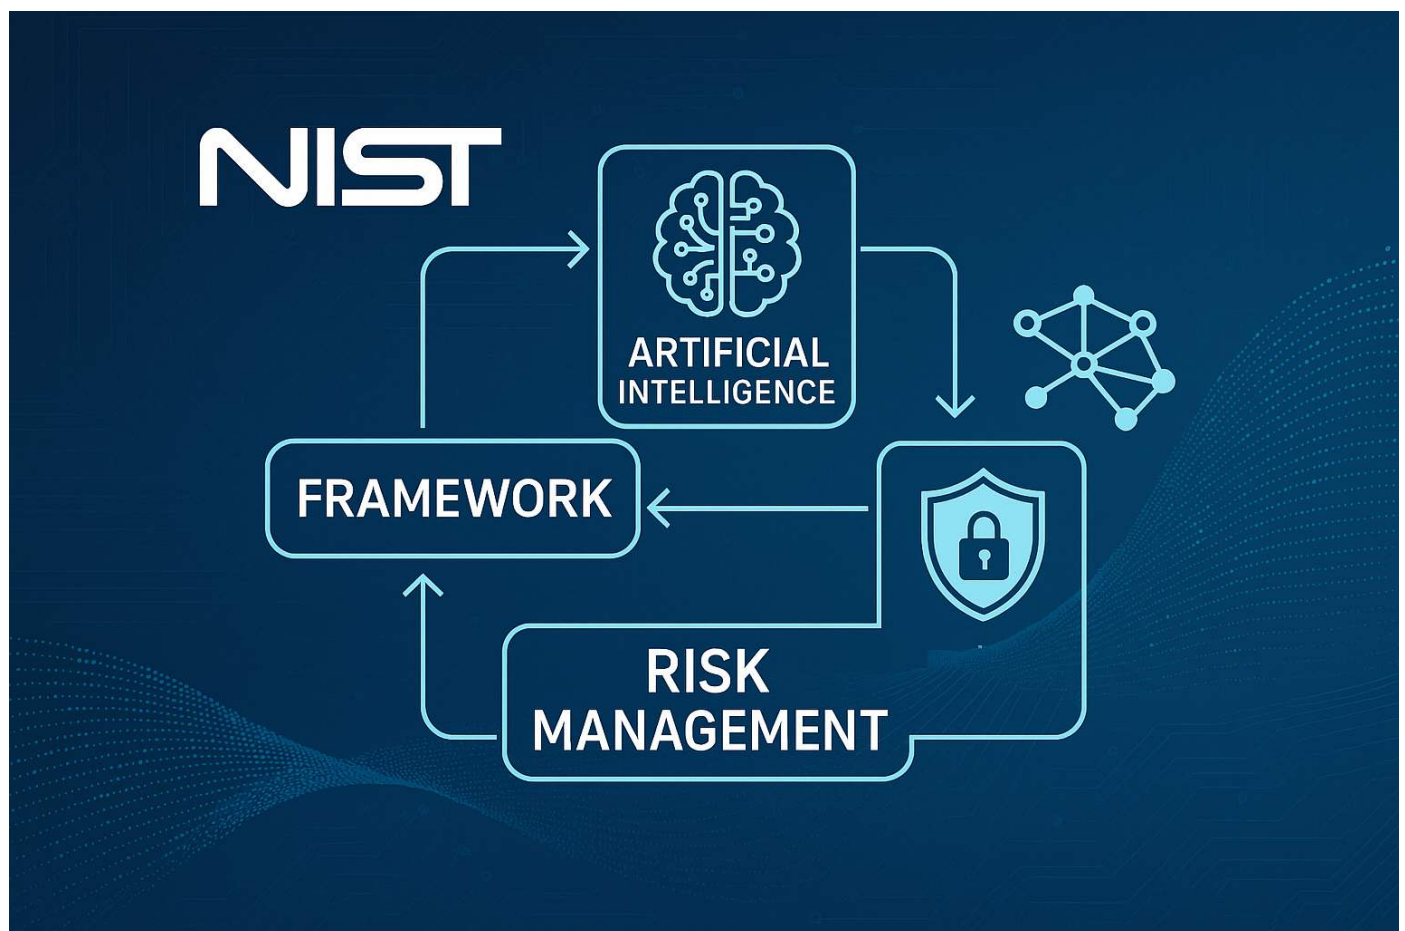 NIST
ARTIFICIAL
INTELLIGENCE
FRAMEWORK
RISK
MANAGEMENT